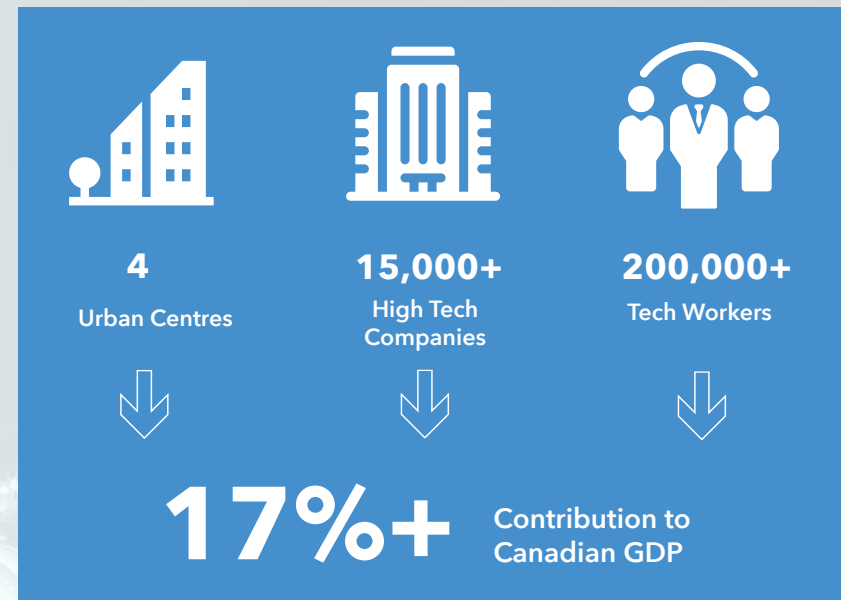 4
Urban Centres
15,000+
High Tech
Companies
200,000+
Tech Workers
17%+
Contribution to
Canadian GDP